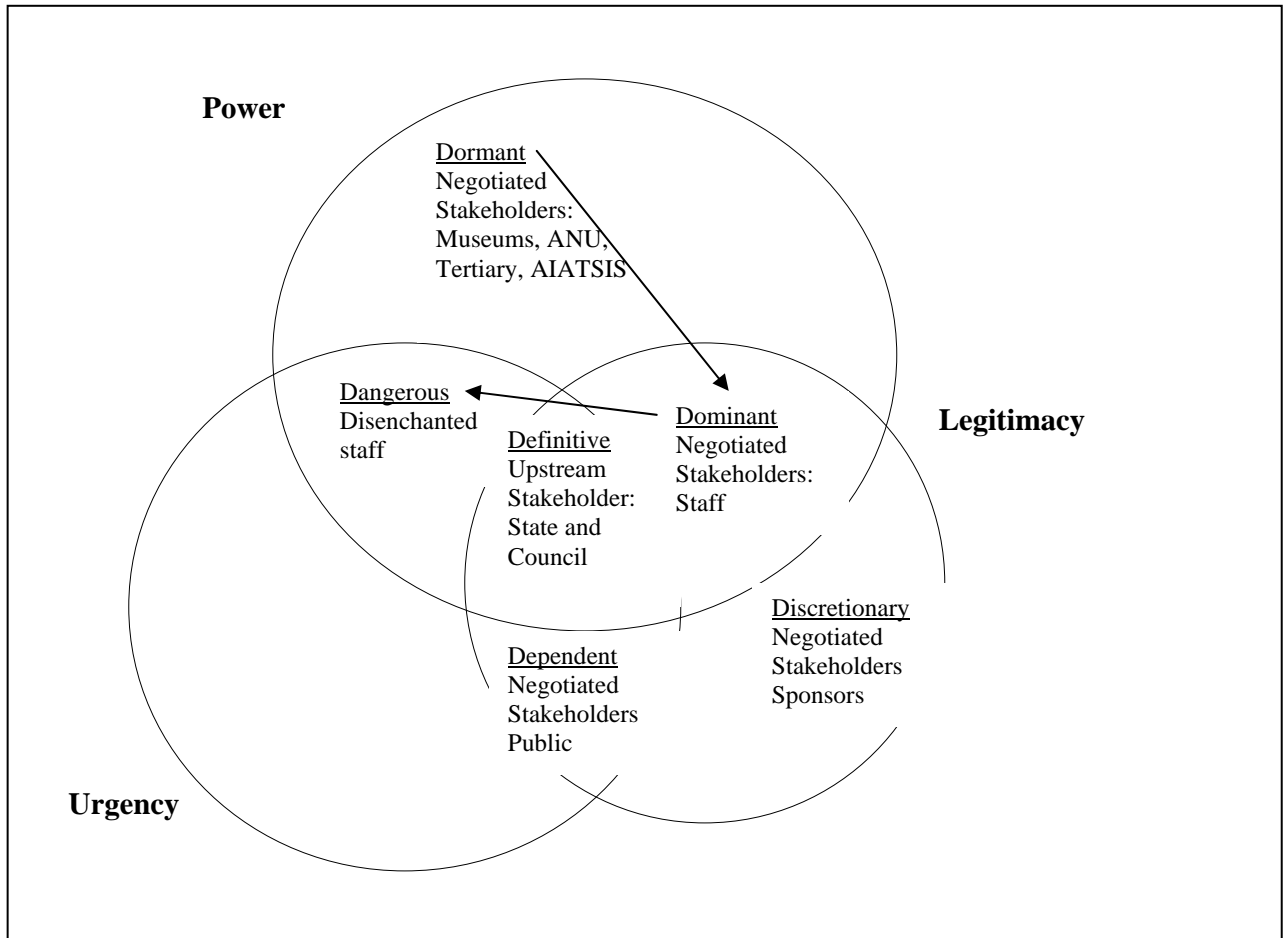 Power
Dormant
Negotiated
Stakeholders:
Museums, ANU,
Tertiary, AIATSIS
Dangerous
Disenchanted
staff
Definitive
Upstream
Stakeholder:
State and
Council
Dominant
Negotiated
Stakeholders:
Staff
Legitimacy
Discretionary
Negotiated
Stakeholders
Sponsors
Dependent
Negotiated
Stakeholders
Public
Urgency